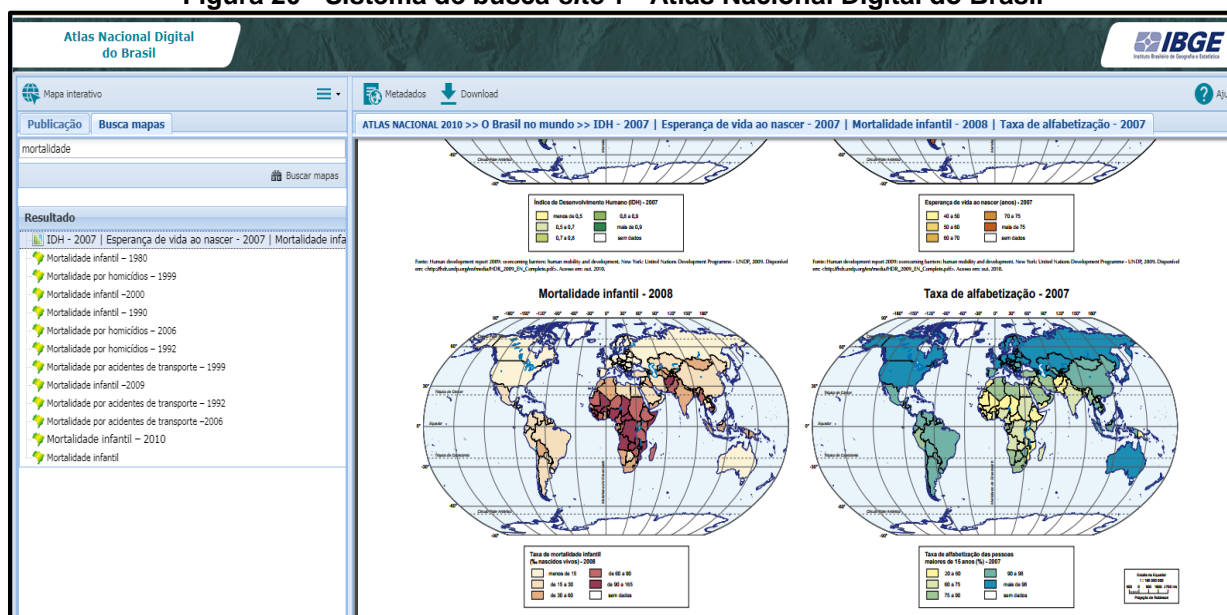 Figura 20 - Sistema de busca site 1 - Atlas Nacional Digital do Brasil
Atlas Nacional Digital
do Brasil
IBGE
Instituto Brasileiro de Geografia e Estatística
Mapa interativo
Metadados
Download
Aju
Publicação
Busca mapas
ATLAS NACIONAL 2010 >> O Brasil no mundo >> IDH - 2007 | Esperança de vida ao nascer - 2007 | Mortalidade infantil - 2008 | Taxa de alfabetização - 2007
mortalidade
Buscar mapas
Resultado
IDH - 2007 | Esperança de vida ao nascer - 2007 | Mortalidade infa
Mortalidade infantil – 1980
Mortalidade por homicídios – 1999
Mortalidade infantil –2000
Mortalidade infantil – 1990
Mortalidade por homicídios – 2006
Mortalidade por homicídios – 1992
Mortalidade por acidentes de transporte – 1999
Mortalidade infantil –2009
Mortalidade por acidentes de transporte – 1992
Mortalidade por acidentes de transporte –2006
Mortalidade infantil – 2010
Mortalidade infantil
Índice de Desenvolvimento Humano (IDH) - 2007
menos de 0,5
0,8 a 0,9
0,5 a 0,7
mais de 0,9
0,7 a 0,8
sem dados
Esperança de vida ao nascer (anos) - 2007
40 a 50
70 a 75
50 a 60
mais de 75
60 a 70
sem dados
Mortalidade infantil - 2008
Taxa de alfabetização - 2007
Taxa de mortalidade infantil
(‰ nascidos vivos) - 2008
menos de 15
de 60 a 90
de 15 a 30
de 90 a 165
de 30 a 60
sem dados
Taxa de alfabetização das pessoas
maiores de 15 anos (%) - 2007
20 a 60
90 a 98
60 a 75
mais de 98
75 a 90
sem dados